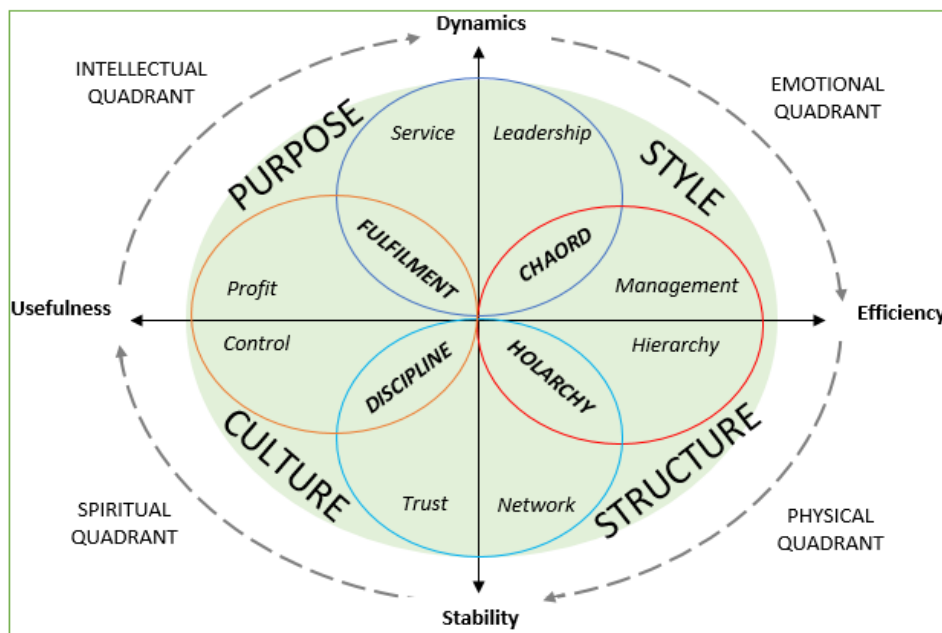 Dynamics
INTELLECTUAL
QUADRANT
EMOTIONAL
QUADRANT
PURPOSE
Service
Leadership
STYLE
FULFILMENT
CHAORD
Profit
Management
Usefulness
Efficiency
Control
Hierarchy
DISCIPLINE
HOLARCHY
CULTURE
STRUCTURE
Trust
Network
SPIRITUAL
QUADRANT
PHYSICAL
QUADRANT
Stability